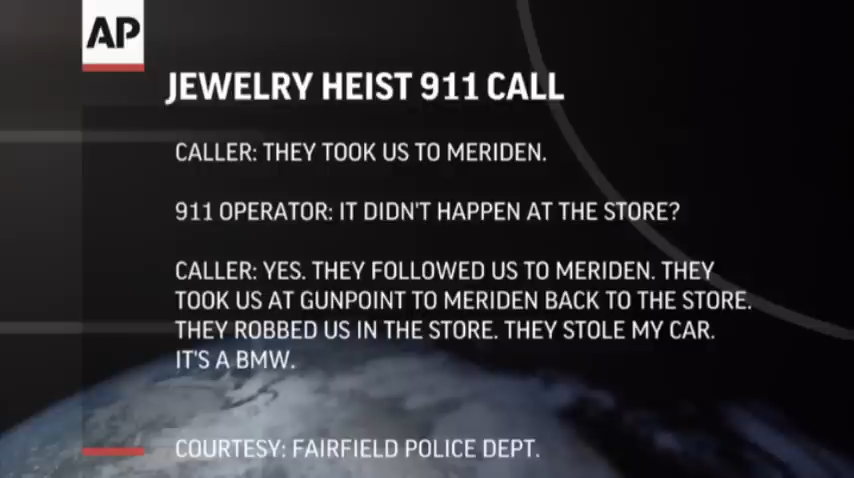 AP
JEWELRY HEIST 911 CALL
CALLER: THEY TOOK US TO MERIDEN.
911 OPERATOR: IT DIDN'T HAPPEN AT THE STORE?
CALLER: YES. THEY FOLLOWED US TO MERIDEN. THEY
TOOK US AT GUNPOINT TO MERIDEN BACK TO THE STORE.
THEY ROBBED US IN THE STORE. THEY STOLE MY CAR.
IT'S A BMW.
COURTESY: FAIRFIELD POLICE DEPT.